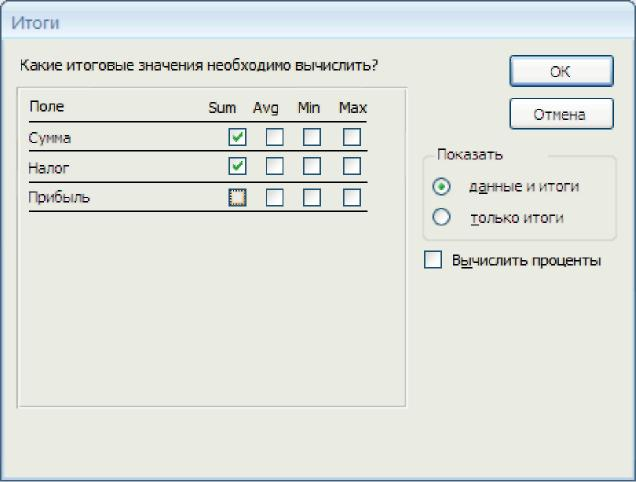 Итоги
Какие итоговые значения необходимо вычислить?
Поле Sum Avg Min Max
Сумма
Налог
Прибыль
OK
Отмена
Показать
данные и итоги
только итоги
Вычислить проценты